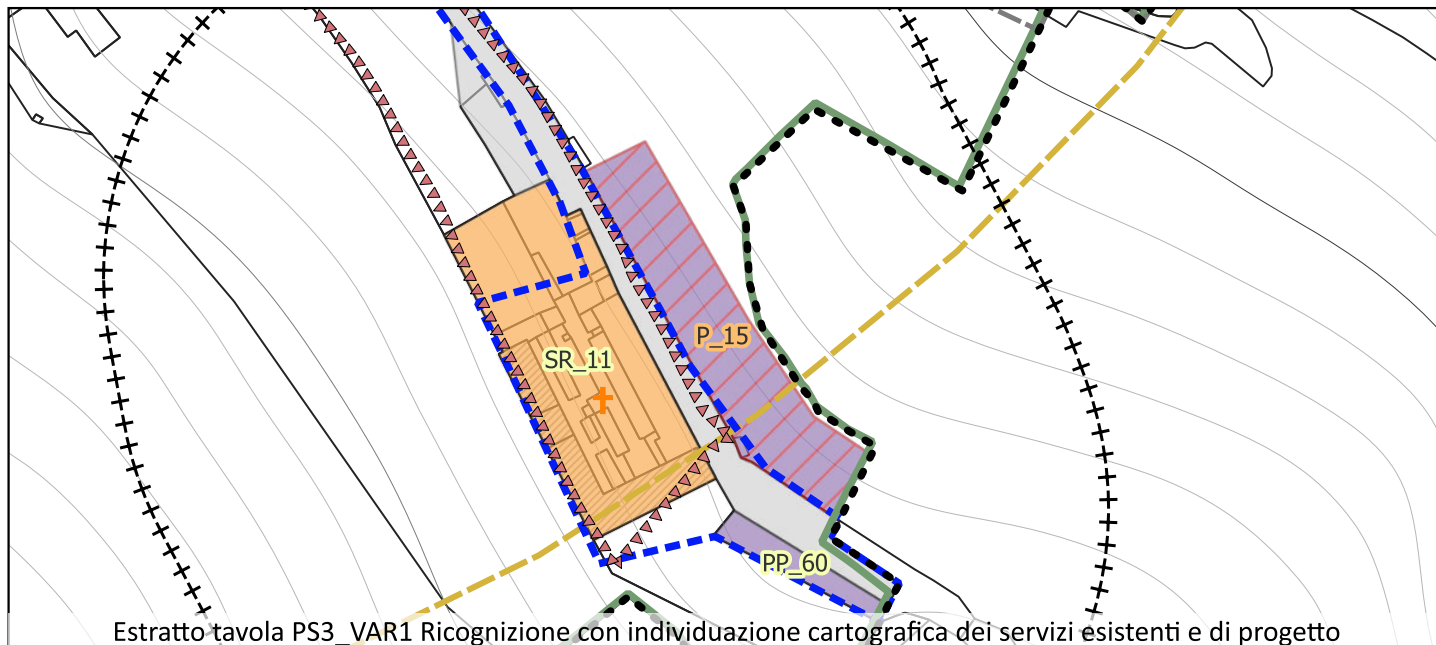 P_15
SR_11
PP_60
Estratto tavola PS3_VAR1 Ricognizione con individuazione cartografica dei servizi esistenti e di progetto